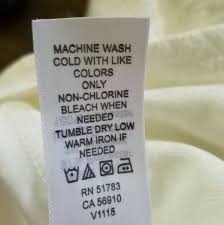 MACHINE WASH
COLD WITH LIKE
COLORS
ONLY
NON-CHLORINE
BLEACH WHEN
NEEDED
TUMBLE DRY LOW
WARM IRON IF
NEEDED
RN 51783
CA 56910
V1115